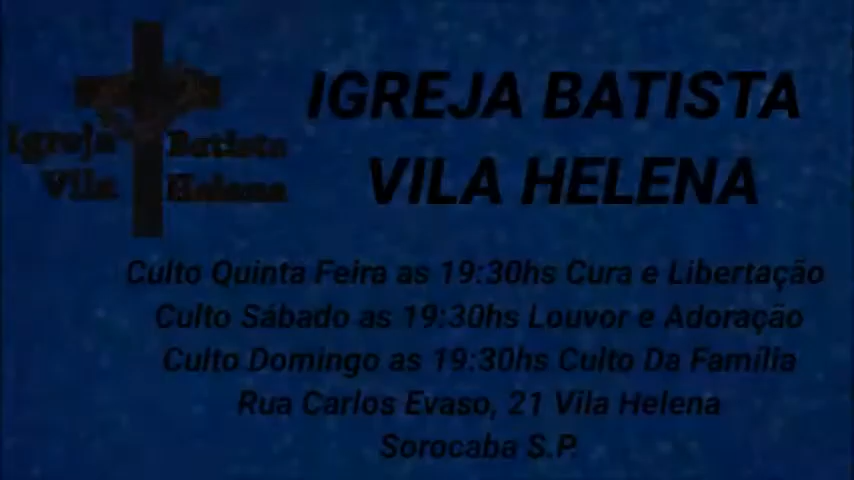 Igreja Batista
Vila Helena
IGREJA BATISTA
VILA HELENA
Culto Quinta Feira as 19:30hs Cura e Libertação
Culto Sábado as 19:30hs Louvor e Adoração
Culto Domingo as 19:30hs Culto Da Família
Rua Carlos Evaso, 21 Vila Helena
Sorocaba S.P.